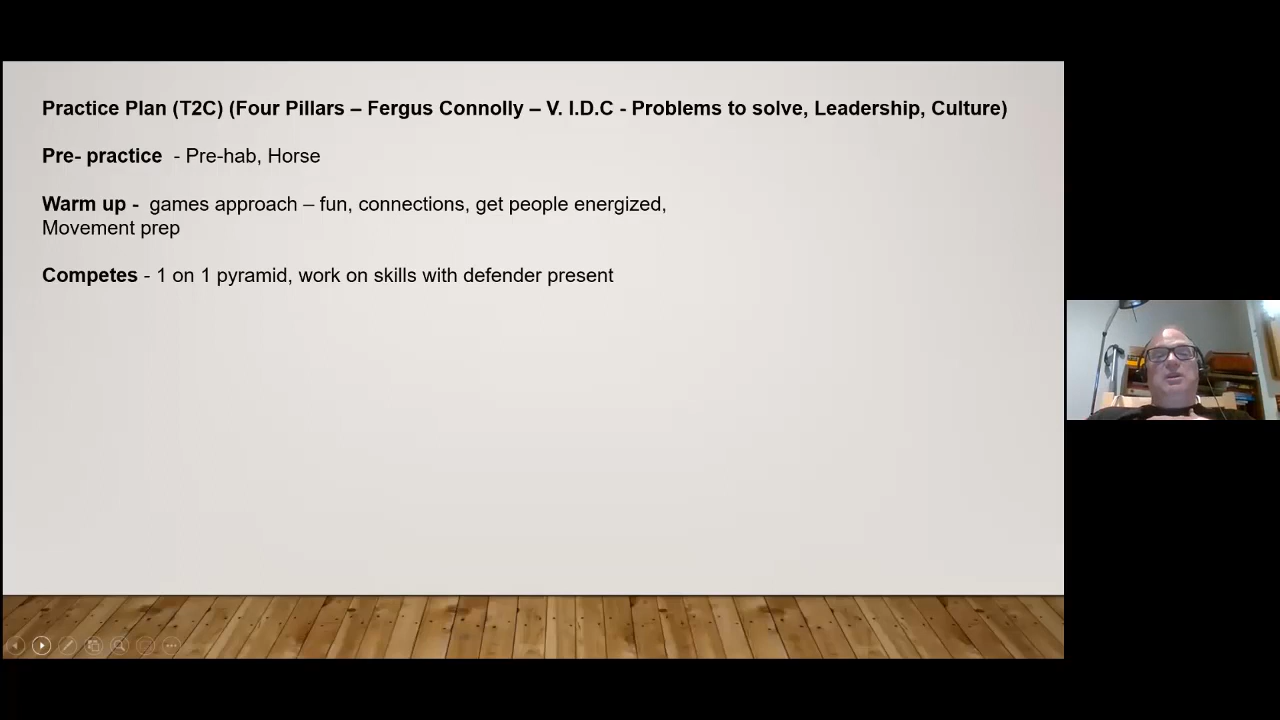 Practice Plan (T2C) (Four Pillars – Fergus Connolly – V. I.D.C - Problems to solve, Leadership, Culture)
Pre- practice - Pre-hab, Horse
Warm up - games approach – fun, connections, get people energized,
Movement prep
Competes - 1 on 1 pyramid, work on skills with defender present